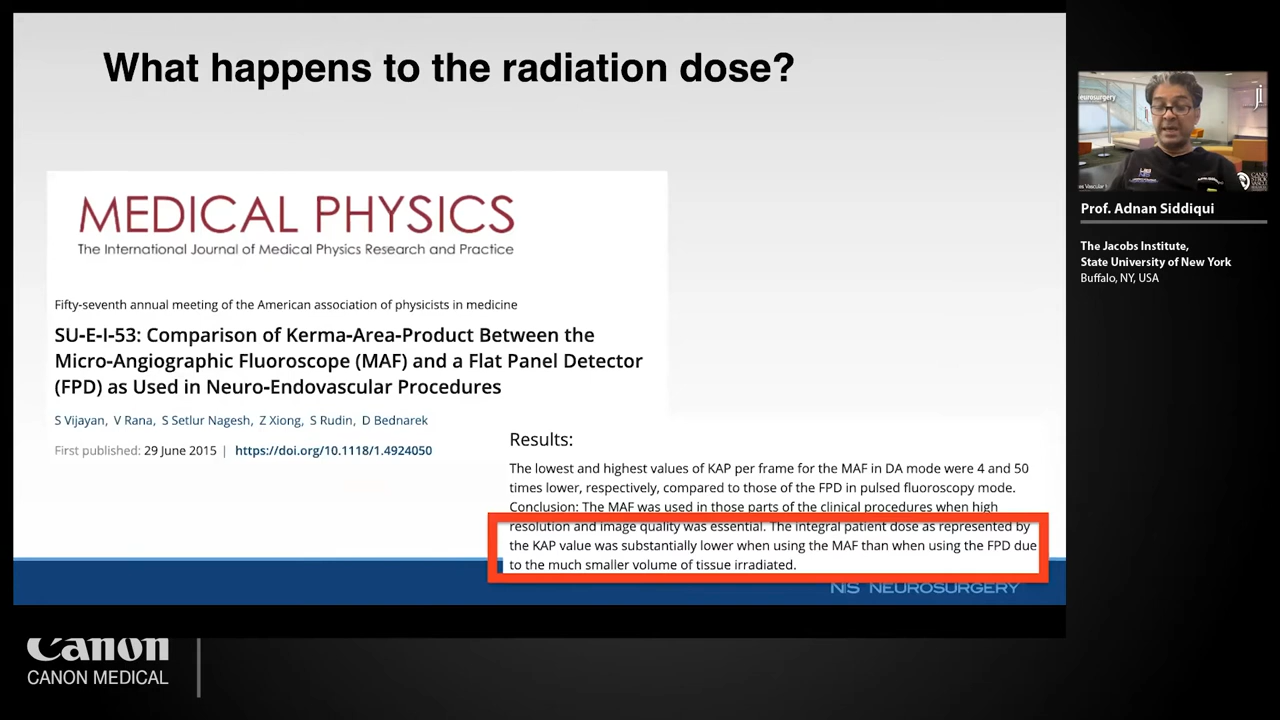 What happens to the radiation dose?
MEDICAL PHYSICS
The International Journal of Medical Physics Research and Practice
Fifty-seventh annual meeting of the American association of physicists in medicine
SU-E-I-53: Comparison of Kerma-Area-Product Between the
Micro-Angiographic Fluoroscope (MAF) and a Flat Panel Detector
(FPD) as Used in Neuro-Endovascular Procedures
S Vijayan, V Rana, S Setlur Nagesh, Z Xiong, S Rudin, D Bednarek
First published: 29 June 2015 | https://doi.org/10.1118/1.4924050
Results:
The lowest and highest values of KAP per frame for the MAF in DA mode were 4 and 50
times lower, respectively, compared to those of the FPD in pulsed fluoroscopy mode.
Conclusion: The MAF was used in those parts of the clinical procedures when high
resolution and image quality was essential. The integral patient dose as represented by
the KAP value was substantially lower when using the MAF than when using the FPD due
to the much smaller volume of tissue irradiated.
NEUROSURGERY
Canon
CANON MEDICAL
ji
Prof. Adnan Siddiqui
The Jacobs Institute,
State University of New York
Buffalo, NY, USA